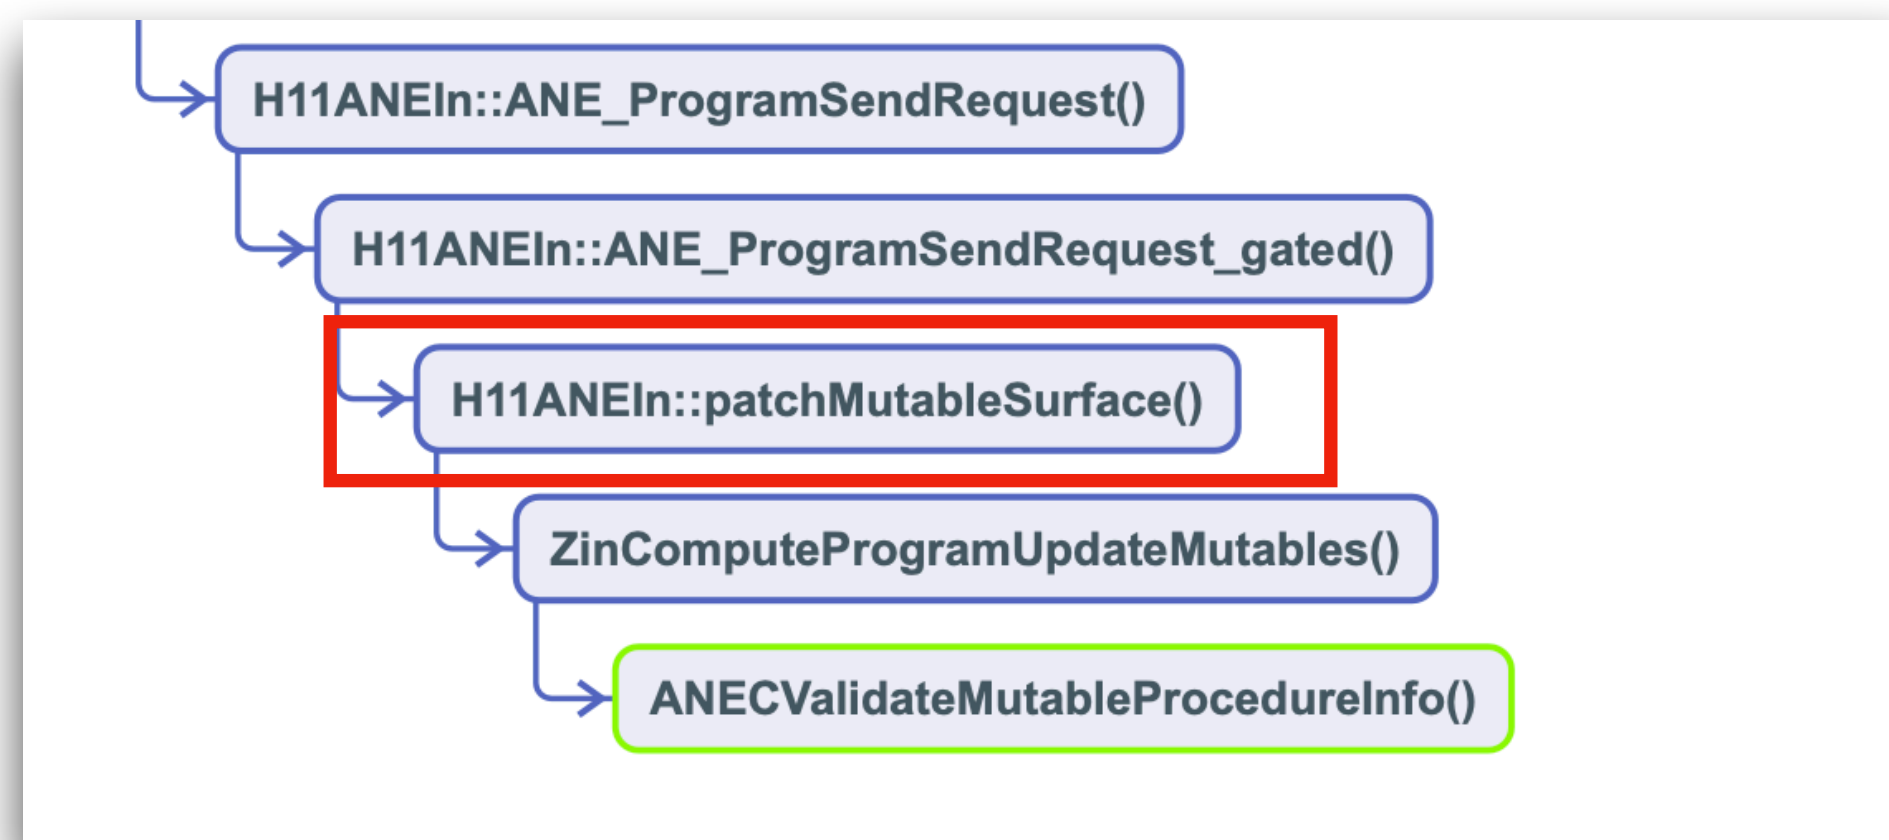 H11ANEIn::ANE_ProgramSendRequest()
H11ANEIn::ANE_ProgramSendRequest_gated()
H11ANEIn::patchMutableSurface()
ZinComputeProgramUpdateMutables()
ANECValidateMutableProcedureInfo()